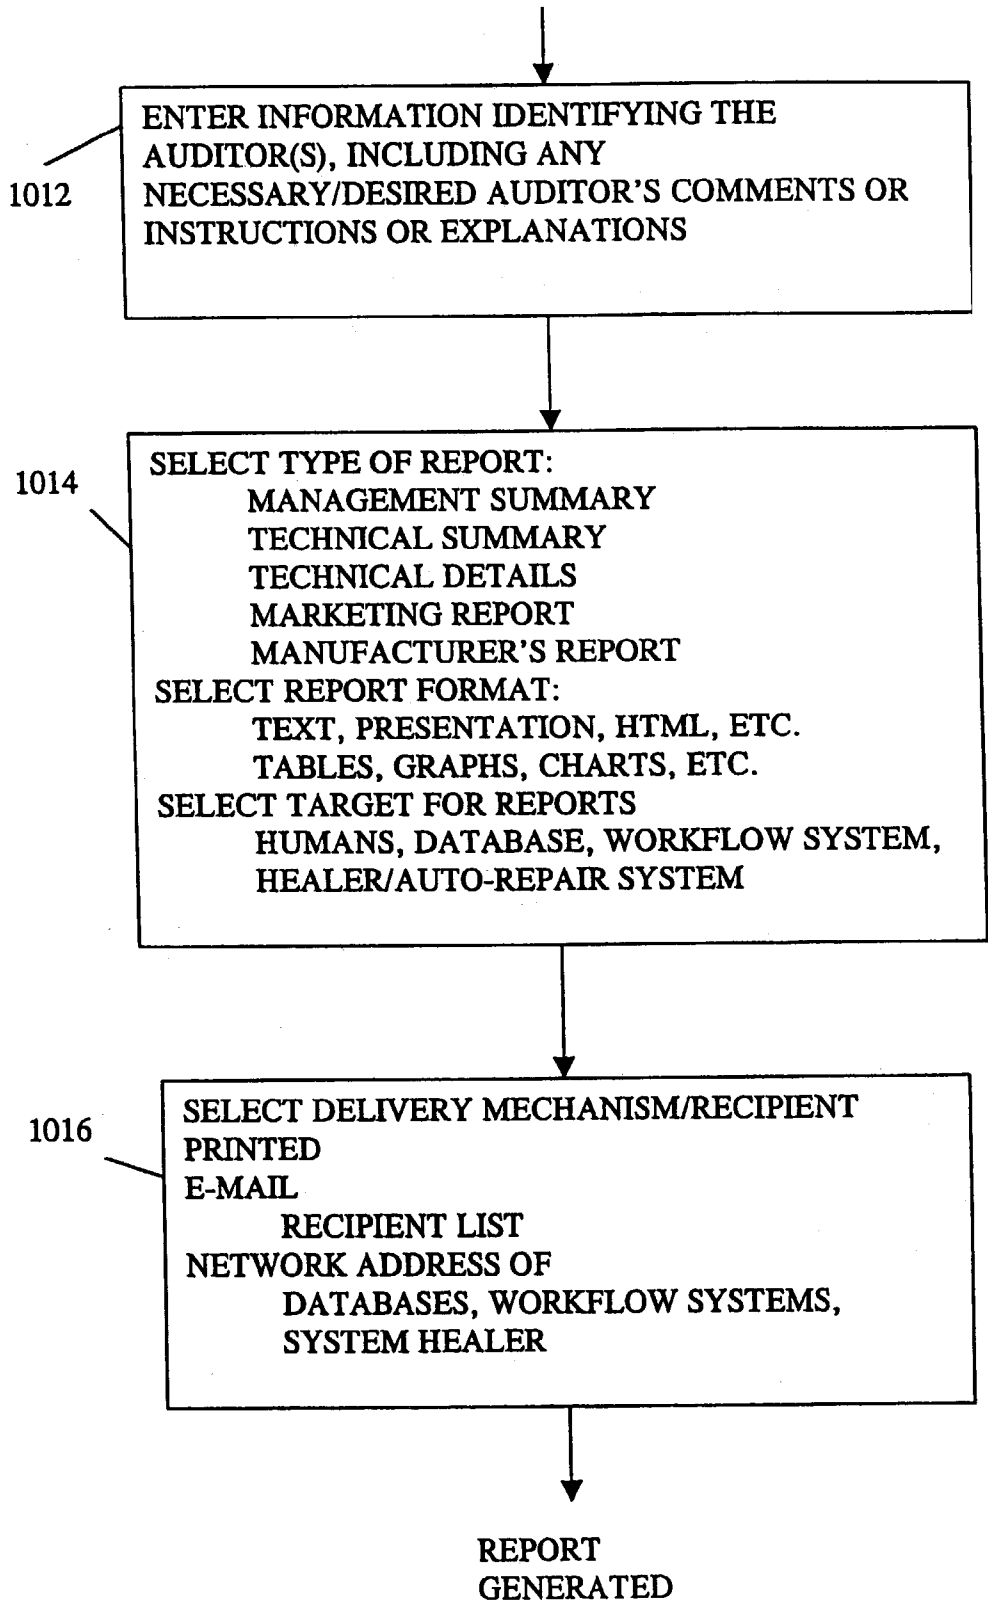 ENTER INFORMATION IDENTIFYING THE
AUDITOR(S), INCLUDING ANY
NECESSARY/DESIRED AUDITOR'S COMMENTS OR
INSTRUCTIONS OR EXPLANATIONS
1012
SELECT TYPE OF REPORT:
1014
MANAGEMENT SUMMARY
TECHNICAL SUMMARY
TECHNICAL DETAILS
MARKETING REPORT
MANUFACTURER'S REPORT
SELECT REPORT FORMAT:
TEXT, PRESENTATION, HTML, ETC.
TABLES, GRAPHS, CHARTS, ETC.
SELECT TARGET FOR REPORTS
HUMANS, DATABASE, WORKFLOW SYSTEM,
HEALER/AUTO-REPAIR SYSTEM
SELECT DELIVERY MECHANISM/RECIPIENT
1016
PRINTED
E-MAIL
RECIPIENT LIST
NETWORK ADDRESS OF
DATABASES, WORKFLOW SYSTEMS,
SYSTEM HEALER
REPORT
GENERATED